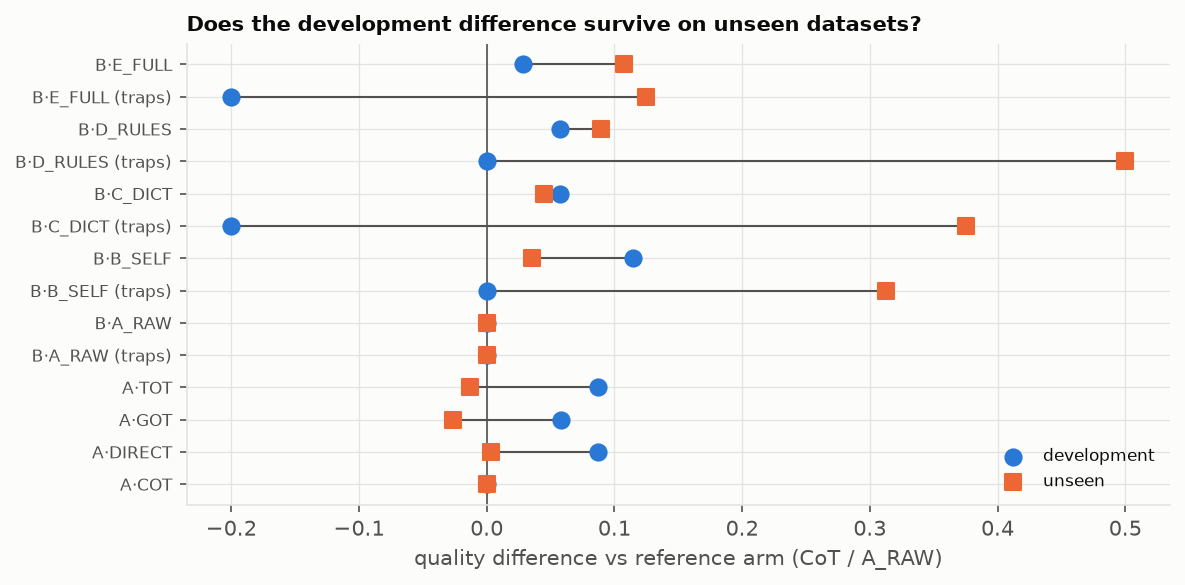 Does the development difference survive on unseen datasets?
B·E_FULL
B·E_FULL (traps)
B·D_RULES
B·D_RULES (traps)
B·C_DICT
B·C_DICT (traps)
B·B_SELF
B·B_SELF (traps)
B·A_RAW
B·A_RAW (traps)
A·TOT
A·GOT
A·DIRECT
A·COT
development
unseen
−0.2 −0.1 0.0 0.1 0.2 0.3 0.4 0.5
quality difference vs reference arm (CoT / A_RAW)